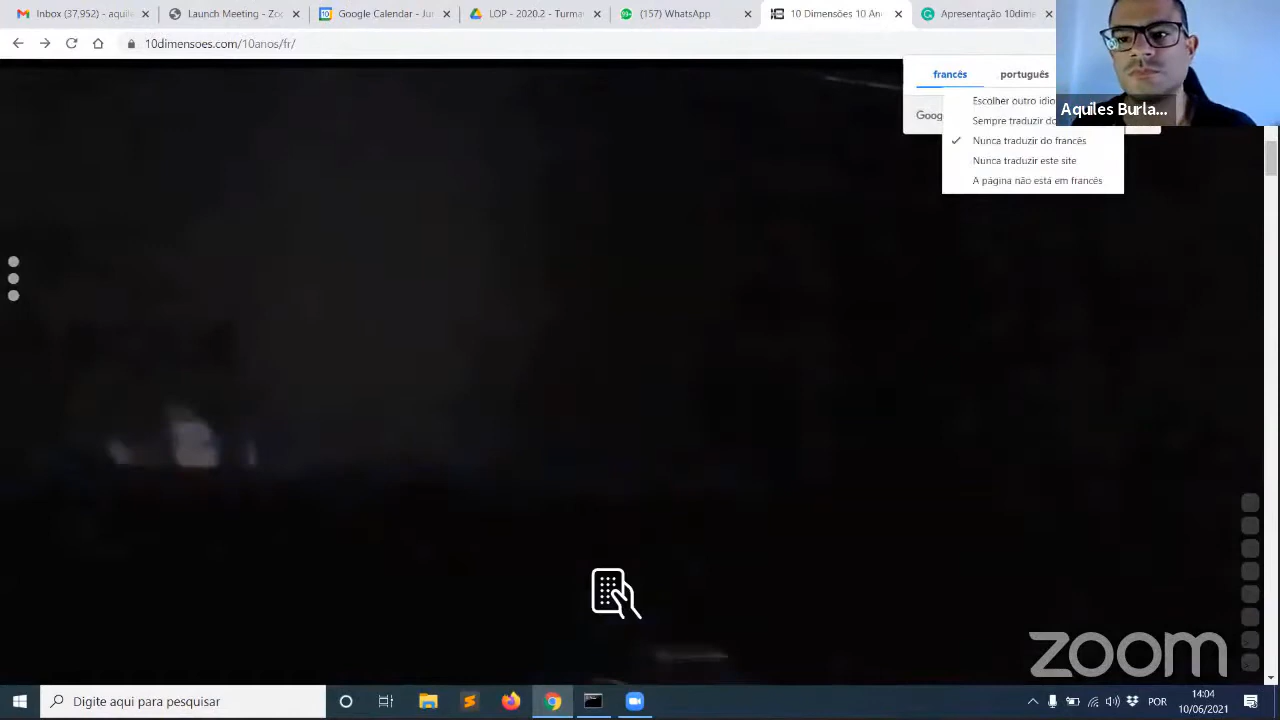 Inbox (37,952) - aquile
Launch Meeting - Zoo
Google Calendar - Ju
LOP - 2020.2 - Turma
(157) WhatsApp
10 Dimensões 10 An
Apresentação 10dime
10dimensoes.com/10anos/fr/
francês
português
Escolher outro idio
Goog
Sempre traduzir do
Nunca traduzir do francês
Nunca traduzir este site
A página não está em francês
Aquiles Burla...
zoom
Digite aqui para pesquisar
POR
14:04
10/06/2021